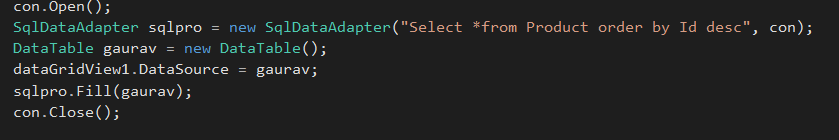 con.Open();
SqlDataAdapter sqlpro = new SqlDataAdapter("Select *from Product order by Id desc", con);
DataTable gaurav = new DataTable();
dataGridView1.DataSource = gaurav;
sqlpro.Fill(gaurav);
con.Close();